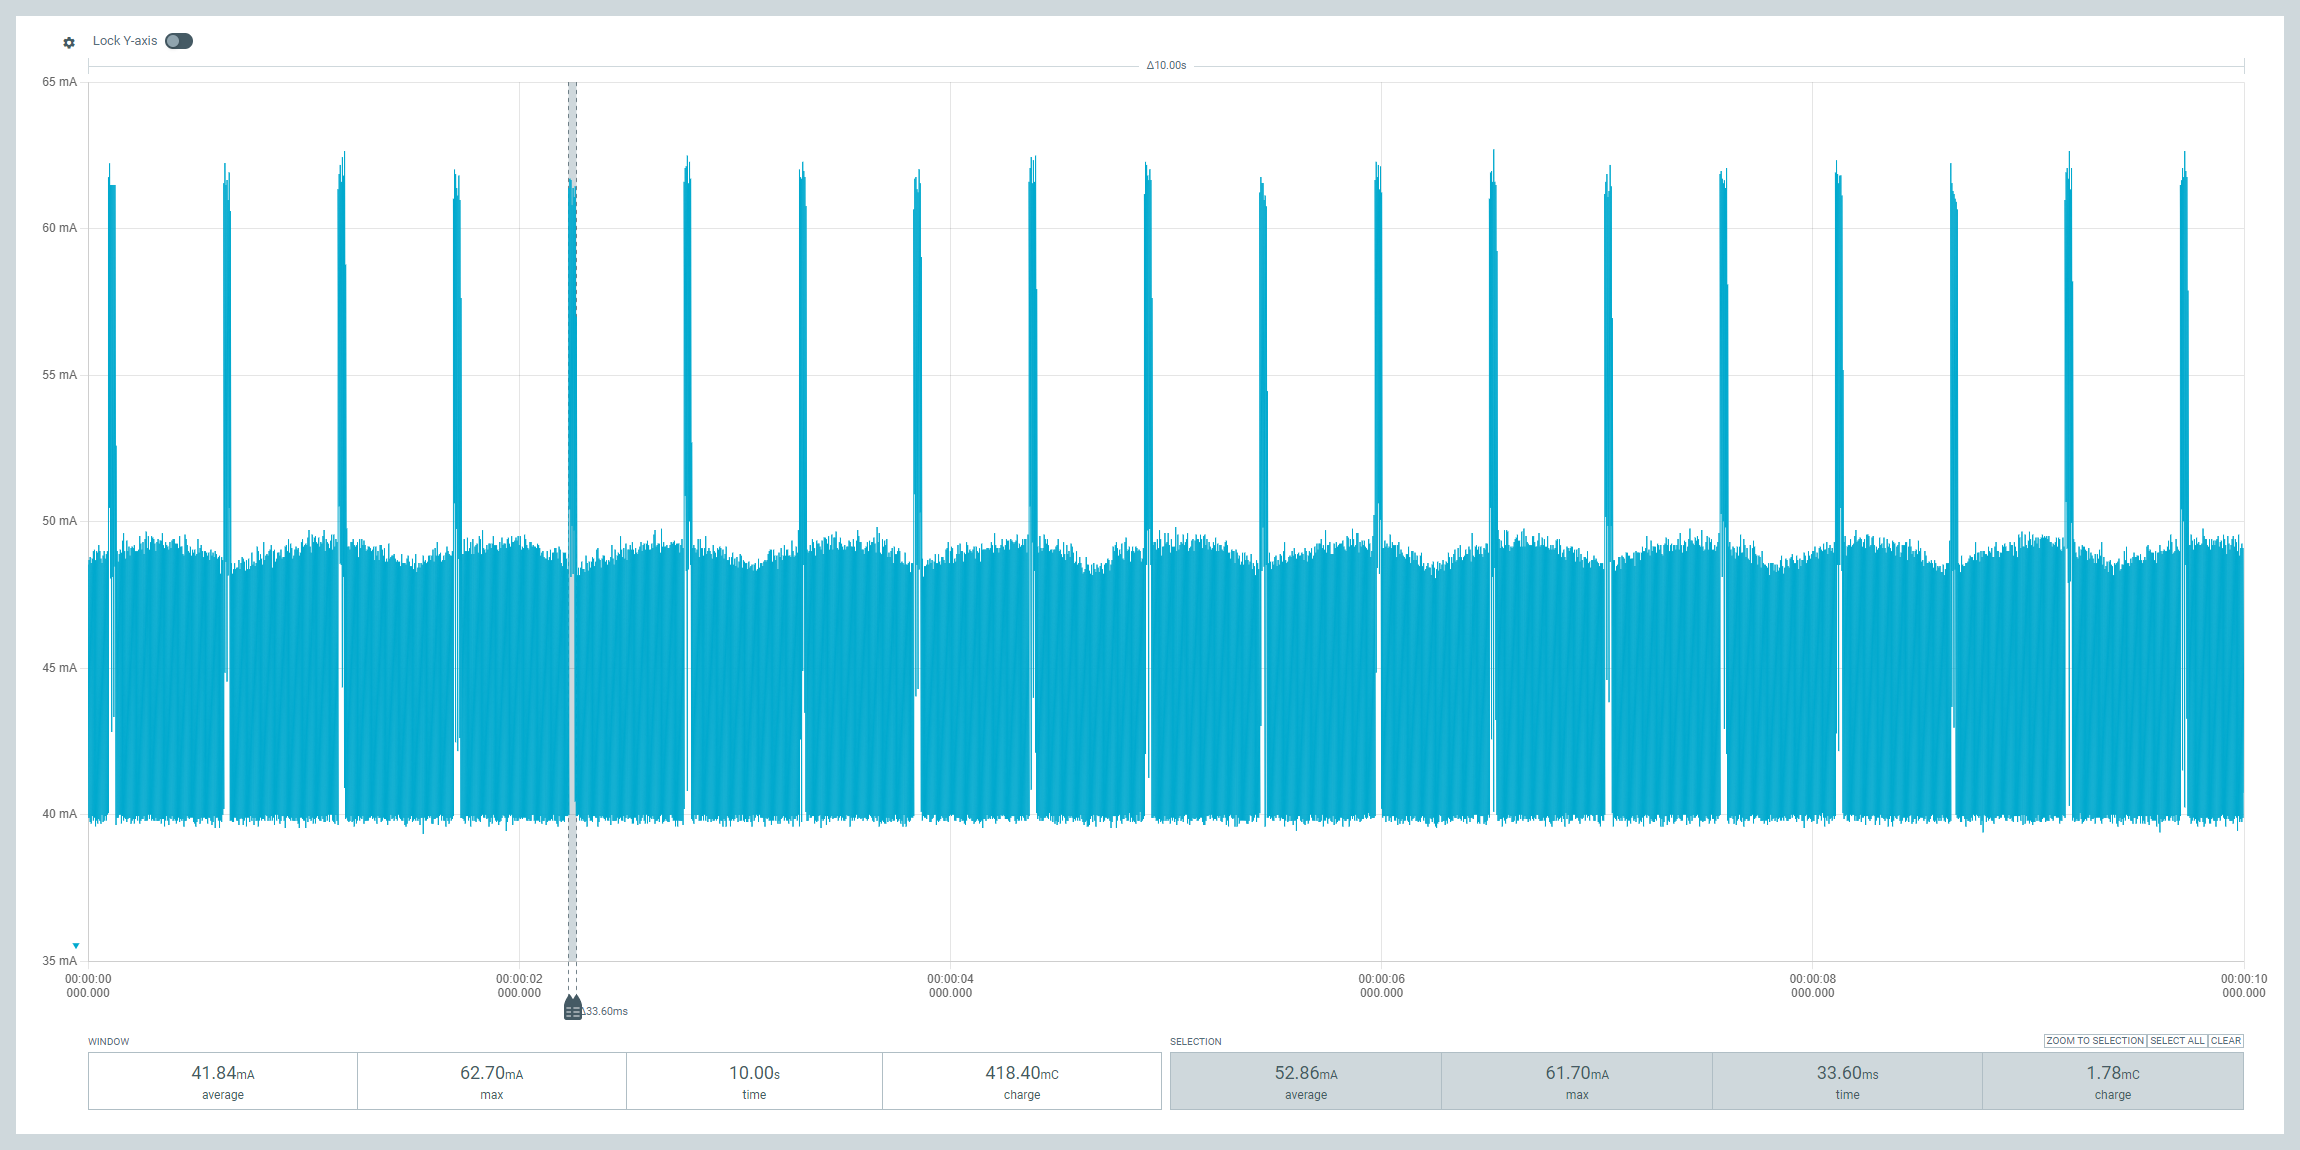 Lock Y-axis
Δ10.00s
65 mA
60 mA
55 mA
50 mA
45 mA
40 mA
35 mA
00:00:00 00:00:02 00:00:04 00:00:06 00:00:08 00:00:10
000.000 000.000 000.000 000.000 000.000 000.000
Δ33.60ms
WINDOW
41.84mA 62.70mA 10.00s 418.40mC
average max time charge
SELECTION ZOOM TO SELECTION SELECT ALL CLEAR
52.86mA 61.70mA 33.60ms 1.78mC
average max time charge